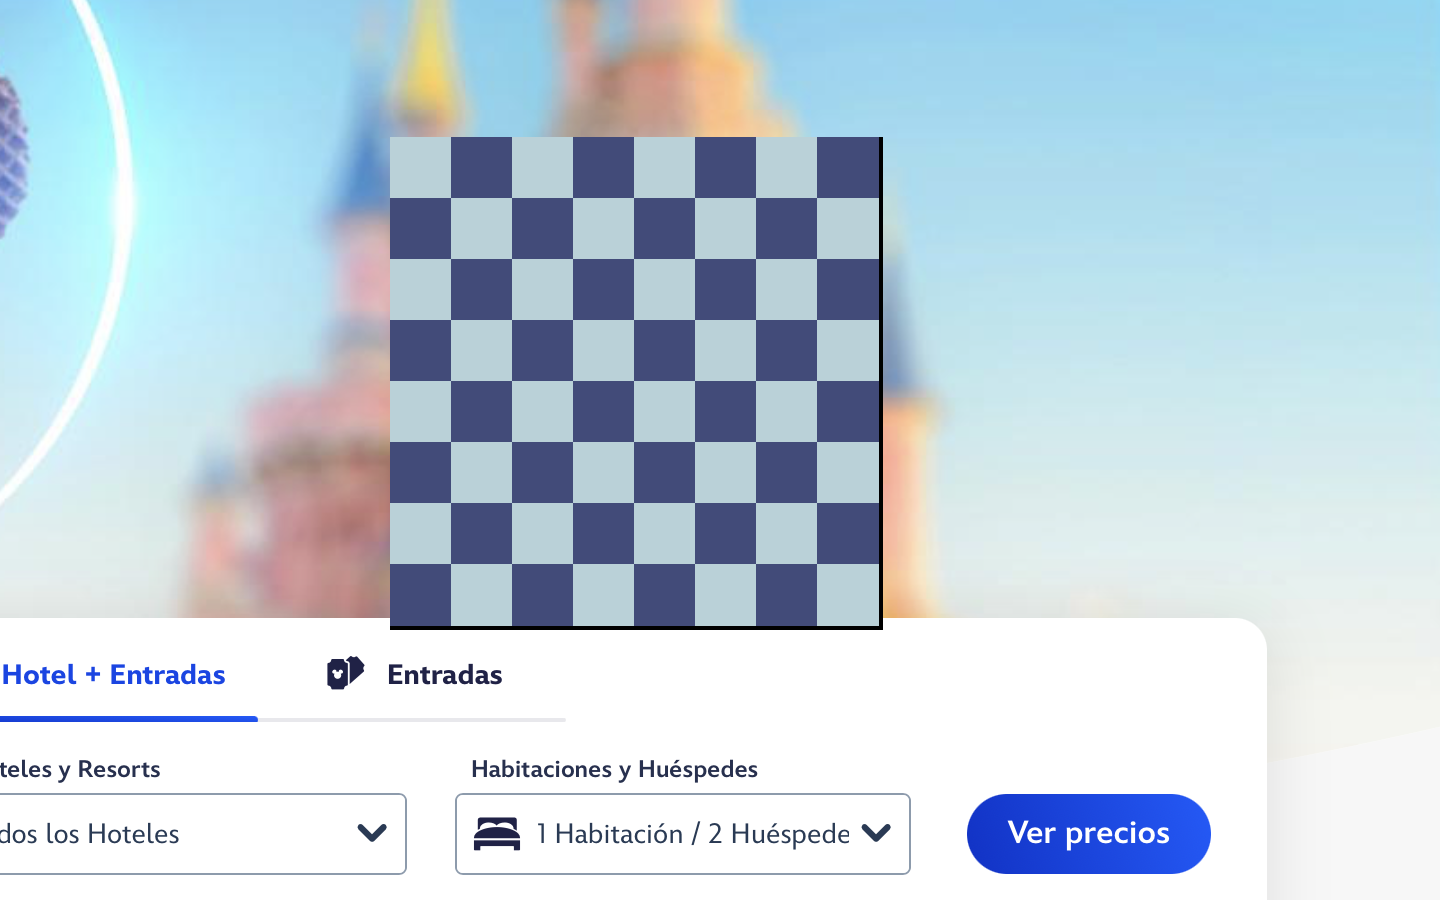 Hotel + Entradas
Entradas
teles y Resorts
Habitaciones y Huéspedes
dos los Hoteles
1 Habitación / 2 Huéspede
Ver precios